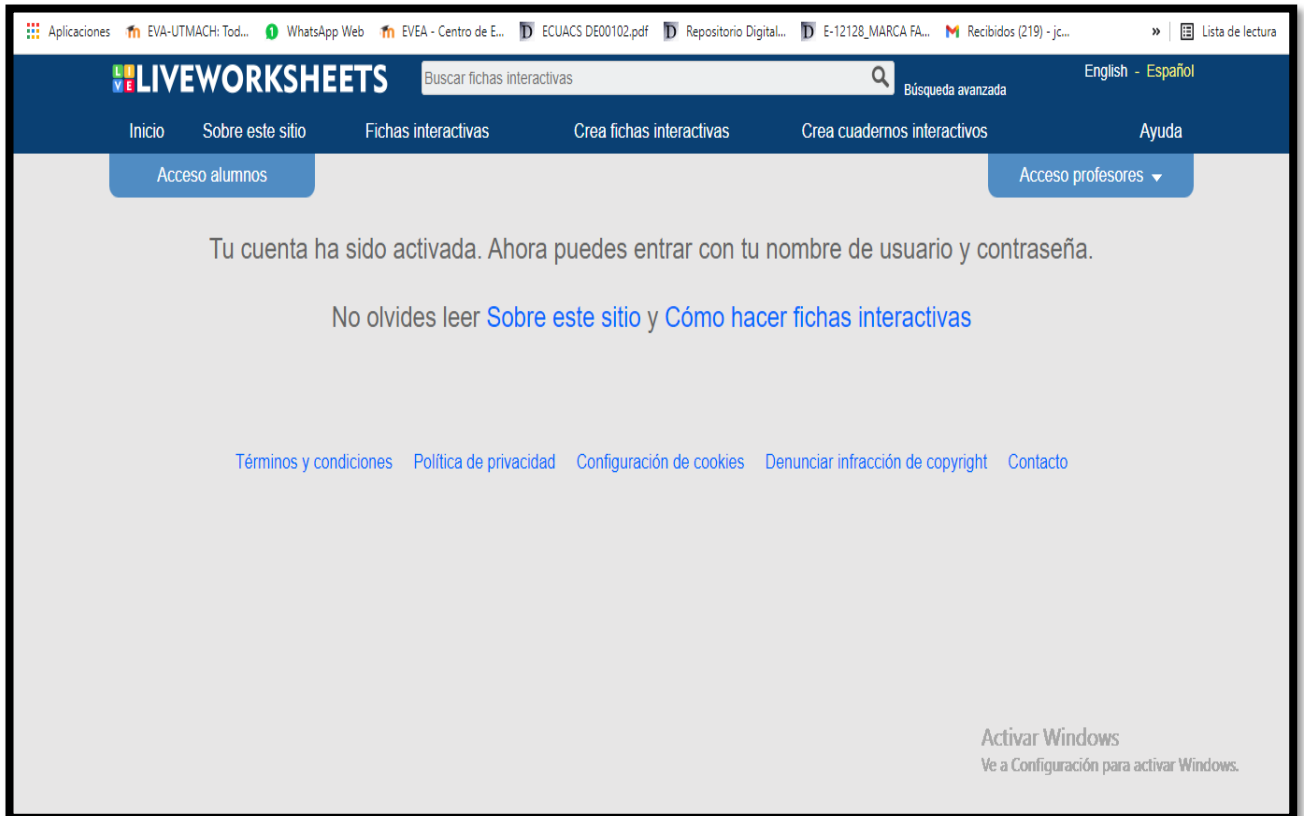 Aplicaciones EVA-UTMACH: Tod... WhatsApp Web EVEA - Centro de E... ECUACS DE00102.pdf Repositorio Digital... E-12128_MARCA FA... Recibidos (219) - jc... » Lista de lectura
LIVE LIVEWORKSHEETS Buscar fichas interactivas Búsqueda avanzada English - Español
Inicio Sobre este sitio Fichas interactivas Crea fichas interactivas Crea cuadernos interactivos Ayuda
Acceso alumnos Acceso profesores
Tu cuenta ha sido activada. Ahora puedes entrar con tu nombre de usuario y contraseña.
No olvides leer Sobre este sitio y Cómo hacer fichas interactivas
Términos y condiciones Política de privacidad Configuración de cookies Denunciar infracción de copyright Contacto
Activar Windows
Ve a Configuración para activar Windows.